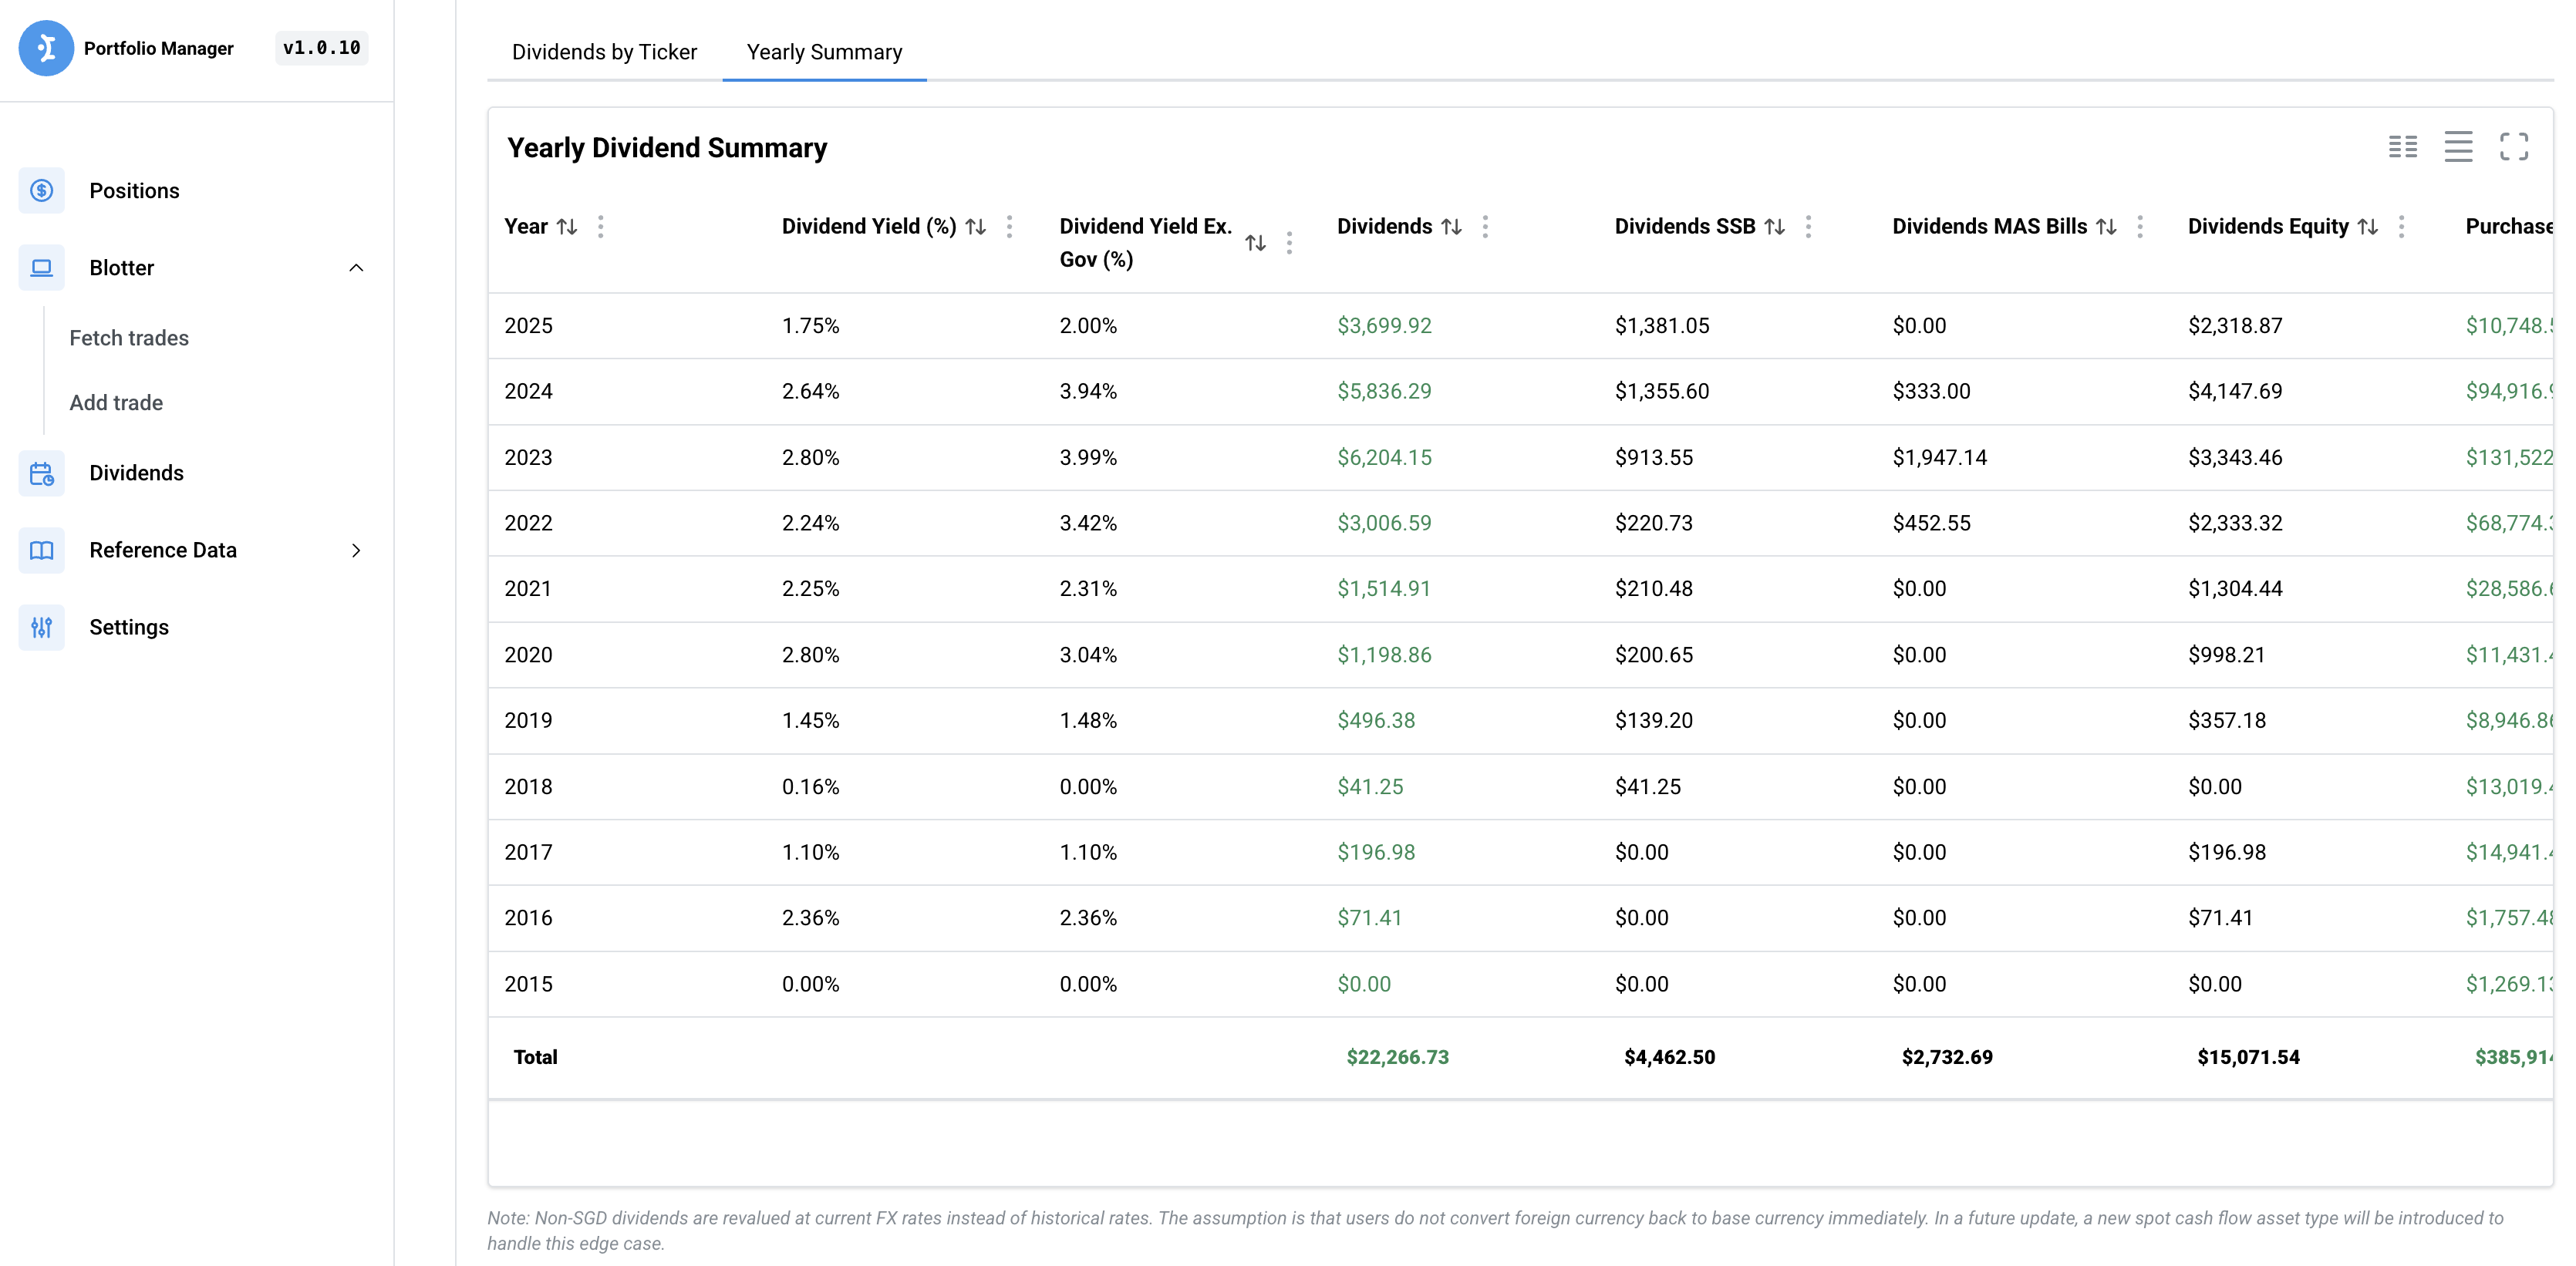 Portfolio Manager v1.0.10
Positions
Blotter
Fetch trades
Add trade
Dividends
Reference Data
Settings
Dividends by Ticker Yearly Summary
Yearly Dividend Summary
Year Dividend Yield (%) Dividend Yield Ex. Gov (%) Dividends Dividends SSB Dividends MAS Bills Dividends Equity Purchase
2025 1.75% 2.00% $3,699.92 $1,381.05 $0.00 $2,318.87 $10,748.
2024 2.64% 3.94% $5,836.29 $1,355.60 $333.00 $4,147.69 $94,916.
2023 2.80% 3.99% $6,204.15 $913.55 $1,947.14 $3,343.46 $131,522
2022 2.24% 3.42% $3,006.59 $220.73 $452.55 $2,333.32 $68,774.
2021 2.25% 2.31% $1,514.91 $210.48 $0.00 $1,304.44 $28,586.
2020 2.80% 3.04% $1,198.86 $200.65 $0.00 $998.21 $11,431.
2019 1.45% 1.48% $496.38 $139.20 $0.00 $357.18 $8,946.8
2018 0.16% 0.00% $41.25 $41.25 $0.00 $0.00 $13,019.
2017 1.10% 1.10% $196.98 $0.00 $0.00 $196.98 $14,941.
2016 2.36% 2.36% $71.41 $0.00 $0.00 $71.41 $1,757.4
2015 0.00% 0.00% $0.00 $0.00 $0.00 $0.00 $1,269.1
Total $22,266.73 $4,462.50 $2,732.69 $15,071.54 $385,91
Note: Non-SGD dividends are revalued at current FX rates instead of historical rates. The assumption is that users do not convert foreign currency back to base currency immediately. In a future update, a new spot cash flow asset type will be introduced to
handle this edge case.